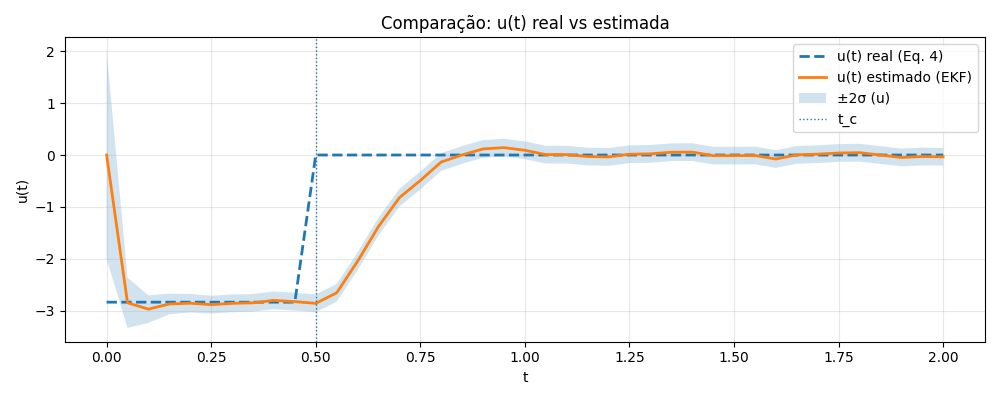 Comparação: u(t) real vs estimada
u(t) real (Eq. 4)
u(t) estimado (EKF)
±2σ (u)
t_c
u(t)
2
1
0
−1
−2
−3
0.00 0.25 0.50 0.75 1.00 1.25 1.50 1.75 2.00
t